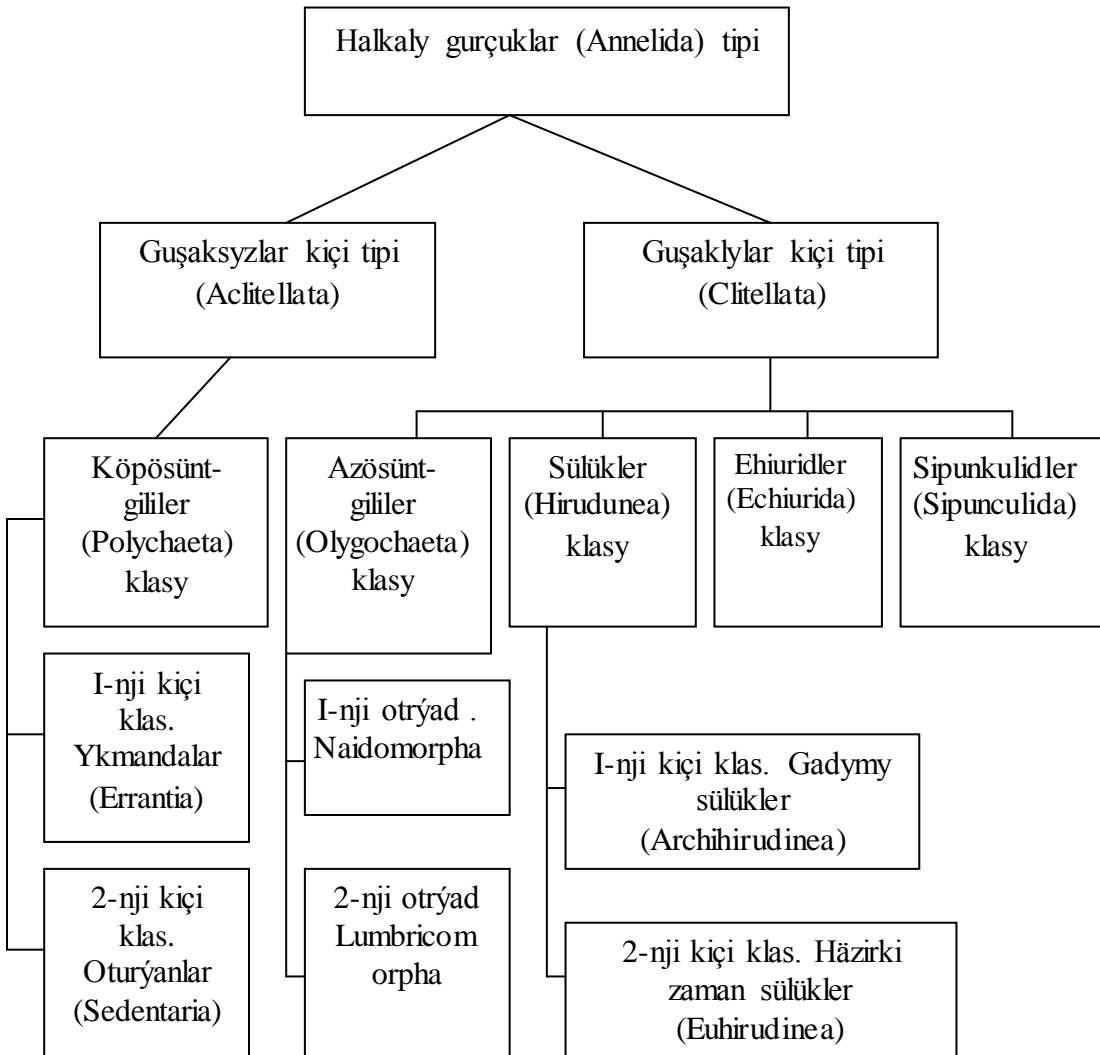 Halkaly gurçuklar (Annelida) tipi
Guşaksyzlar kiçi tipi
(Aclitellata)
Guşaklylar kiçi tipi
(Clitellata)
Köpösünt-
gililer
(Polychaeta)
klasy
Azösünt-
gililer
(Olygochaeta)
klasy
Sülükler
(Hirudunea)
klasy
Ehiuridler
(Echiurida)
klasy
Sipunkulidler
(Sipunculida)
klasy
I-nji kiçi
klas.
Ykmandalar
(Errantia)
I-nji otrýad .
Naidomorpha
I-nji kiçi klas. Gadymy
sülükler
(Archihirudinea)
2-nji kiçi
klas.
Oturýanlar
(Sedentaria)
2-nji otrýad
Lumbricom
orpha
2-nji kiçi klas. Häzirki
zaman sülükler
(Euhirudinea)